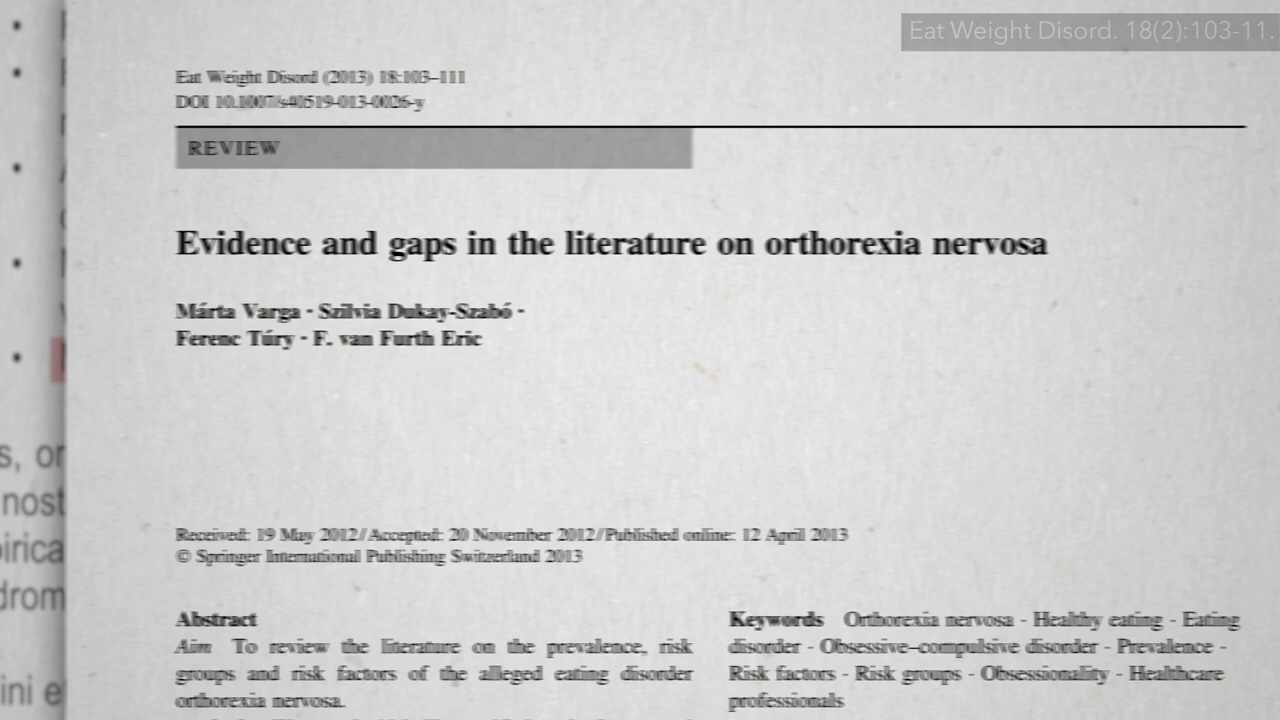 Eat Weight Disord. 18(2):103-11.
Eat Weight Disord (2013) 18:103–111
DOI 10.1007/s40519-013-0026-y
REVIEW
Evidence and gaps in the literature on orthorexia nervosa
Márta Varga · Szilvia Dukay-Szabó ·
Ferenc Túry · F. van Furth Eric
s, or
nost
irica
drom
ini e
Received: 19 May 2012 / Accepted: 20 November 2012 / Published online: 12 April 2013
© Springer International Publishing Switzerland 2013
Abstract
Aim To review the literature on the prevalence, risk
groups and risk factors of the alleged eating disorder
orthorexia nervosa.
Keywords Orthorexia nervosa · Healthy eating · Eating
disorder · Obsessive–compulsive disorder · Prevalence ·
Risk factors · Risk groups · Obsessionality · Healthcare
professionals